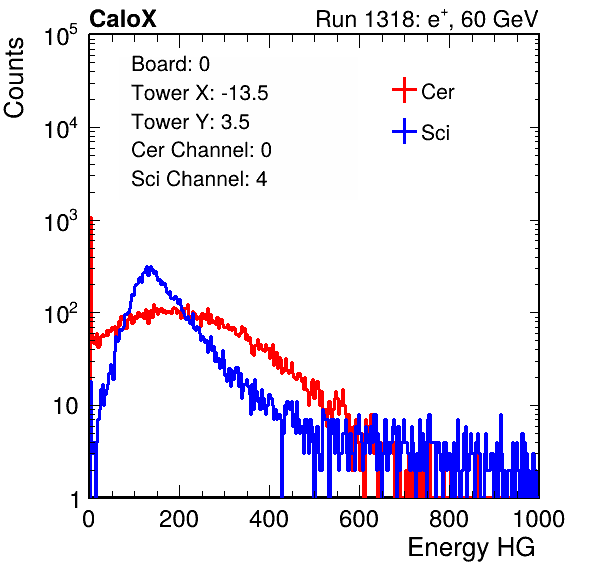 CaloX Run 1318: e⁺, 60 GeV
Board: 0
Tower X: -13.5
Tower Y: 3.5
Cer Channel: 0
Sci Channel: 4
Cer
Sci
Counts
10⁵
10⁴
10³
10²
10
1
0 200 400 600 800 1000
Energy HG